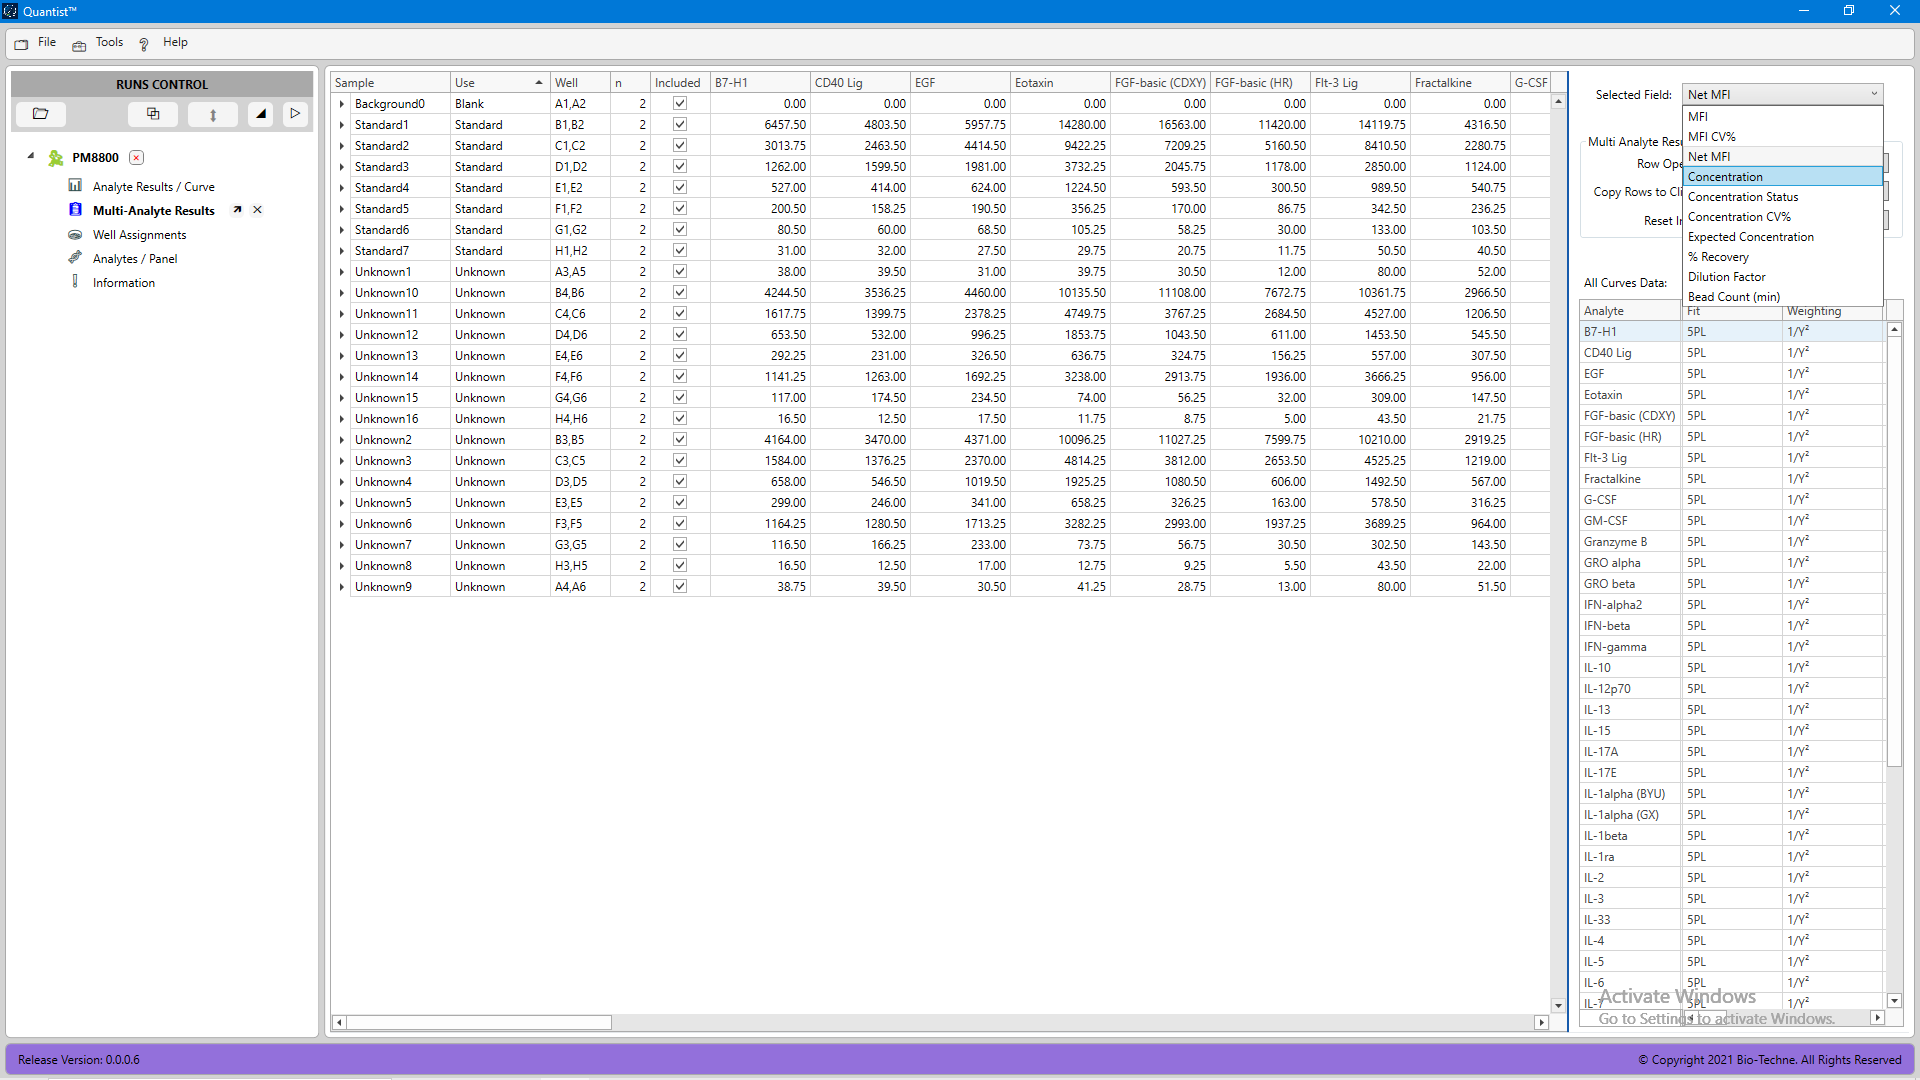 Quantist™
File Tools ? Help
RUNS CONTROL
PM8800
Analyte Results / Curve
Multi-Analyte Results
Well Assignments
Analytes / Panel
Information
Sample Use Well n Included B7-H1 CD40 Lig EGF Eotaxin FGF-basic (CDXY) FGF-basic (HR) Flt-3 Lig Fractalkine G-CSF
Background0 Blank A1,A2 2 0.00 0.00 0.00 0.00 0.00 0.00 0.00 0.00
Standard1 Standard B1,B2 2 6457.50 4803.50 5957.75 14280.00 16563.00 11420.00 14119.75 4316.50
Standard2 Standard C1,C2 2 3013.75 2463.50 4414.50 9422.25 7209.25 5160.50 8410.50 2280.75
Standard3 Standard D1,D2 2 1262.00 1599.50 1981.00 3732.25 2045.75 1178.00 2850.00 1124.00
Standard4 Standard E1,E2 2 527.00 414.00 624.00 1224.50 593.50 300.50 989.50 540.75
Standard5 Standard F1,F2 2 200.50 158.25 190.50 356.25 170.00 86.75 342.50 236.25
Standard6 Standard G1,G2 2 80.50 60.00 68.50 105.25 58.25 30.00 133.00 103.50
Standard7 Standard H1,H2 2 31.00 32.00 27.50 29.75 20.75 11.75 50.50 40.50
Unknown1 Unknown A3,A5 2 38.00 39.50 31.00 39.75 30.50 12.00 80.00 52.00
Unknown10 Unknown B4,B6 2 4244.50 3536.25 4460.00 10135.50 11108.00 7672.75 10361.75 2966.50
Unknown11 Unknown C4,C6 2 1617.75 1399.75 2378.25 4749.75 3767.25 2684.50 4527.00 1206.50
Unknown12 Unknown D4,D6 2 653.50 532.00 996.25 1853.75 1043.50 611.00 1453.50 545.50
Unknown13 Unknown E4,E6 2 292.25 231.00 326.50 636.75 324.75 156.25 557.00 307.50
Unknown14 Unknown F4,F6 2 1141.25 1263.00 1692.25 3238.00 2913.75 1936.00 3666.25 956.00
Unknown15 Unknown G4,G6 2 117.00 174.50 234.50 74.00 56.25 32.00 309.00 147.50
Unknown16 Unknown H4,H6 2 16.50 12.50 17.50 11.75 8.75 5.00 43.50 21.75
Unknown2 Unknown B3,B5 2 4164.00 3470.00 4371.00 10096.25 11027.25 7599.75 10210.00 2919.25
Unknown3 Unknown C3,C5 2 1584.00 1376.25 2370.00 4814.25 3812.00 2653.50 4525.25 1219.00
Unknown4 Unknown D3,D5 2 658.00 546.50 1019.50 1925.25 1080.50 606.00 1492.50 567.00
Unknown5 Unknown E3,E5 2 299.00 246.00 341.00 658.25 326.25 163.00 578.50 316.25
Unknown6 Unknown F3,F5 2 1164.25 1280.50 1713.25 3282.25 2993.00 1937.25 3689.25 964.00
Unknown7 Unknown G3,G5 2 116.50 166.25 233.00 73.75 56.75 30.50 302.50 143.50
Unknown8 Unknown H3,H5 2 16.50 12.50 17.00 12.75 9.25 5.50 43.50 22.00
Unknown9 Unknown A4,A6 2 38.75 39.50 30.50 41.25 28.75 13.00 80.00 51.50
Selected Field: Net MFI
MFI
MFI CV%
Net MFI
Concentration
Concentration Status
Concentration CV%
Expected Concentration
% Recovery
Dilution Factor
Bead Count (min)
Multi Analyte Resu
Row Ope
Copy Rows to Cli
Reset In
All Curves Data:
Analyte Fit Weighting
B7-H1 5PL 1/Y²
CD40 Lig 5PL 1/Y²
EGF 5PL 1/Y²
Eotaxin 5PL 1/Y²
FGF-basic (CDXY) 5PL 1/Y²
FGF-basic (HR) 5PL 1/Y²
Flt-3 Lig 5PL 1/Y²
Fractalkine 5PL 1/Y²
G-CSF 5PL 1/Y²
GM-CSF 5PL 1/Y²
Granzyme B 5PL 1/Y²
GRO alpha 5PL 1/Y²
GRO beta 5PL 1/Y²
IFN-alpha2 5PL 1/Y²
IFN-beta 5PL 1/Y²
IFN-gamma 5PL 1/Y²
IL-10 5PL 1/Y²
IL-12p70 5PL 1/Y²
IL-13 5PL 1/Y²
IL-15 5PL 1/Y²
IL-17A 5PL 1/Y²
IL-17E 5PL 1/Y²
IL-1alpha (BYU) 5PL 1/Y²
IL-1alpha (GX) 5PL 1/Y²
IL-1beta 5PL 1/Y²
IL-1ra 5PL 1/Y²
IL-2 5PL 1/Y²
IL-3 5PL 1/Y²
IL-33 5PL 1/Y²
IL-4 5PL 1/Y²
IL-5 5PL 1/Y²
IL-6 5PL 1/Y²
IL-7 5PL 1/Y²
Activate Windows
Go to Settings to activate Windows.
Release Version: 0.0.0.6
© Copyright 2021 Bio-Techne. All Rights Reserved